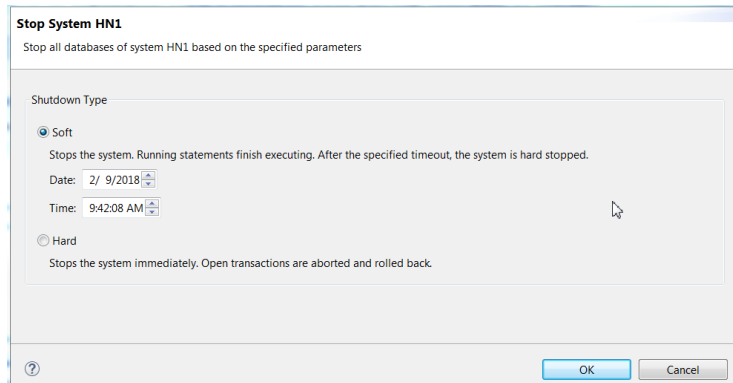 Stop System HN1
Stop all databases of system HN1 based on the specified parameters
Shutdown Type
Soft
Stops the system. Running statements finish executing. After the specified timeout, the system is hard stopped.
Date: 2/ 9/2018
Time: 9:42:08 AM
Hard
Stops the system immediately. Open transactions are aborted and rolled back.
? OK Cancel